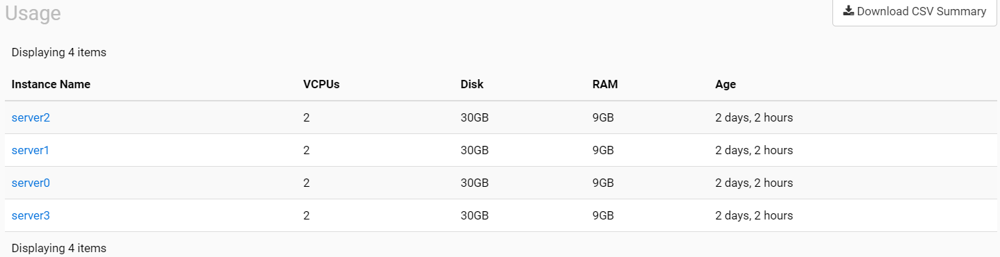 Usage
Download CSV Summary
Displaying 4 items
Instance Name VCPUs Disk RAM Age
server2 2 30GB 9GB 2 days, 2 hours
server1 2 30GB 9GB 2 days, 2 hours
server0 2 30GB 9GB 2 days, 2 hours
server3 2 30GB 9GB 2 days, 2 hours
Displaying 4 items